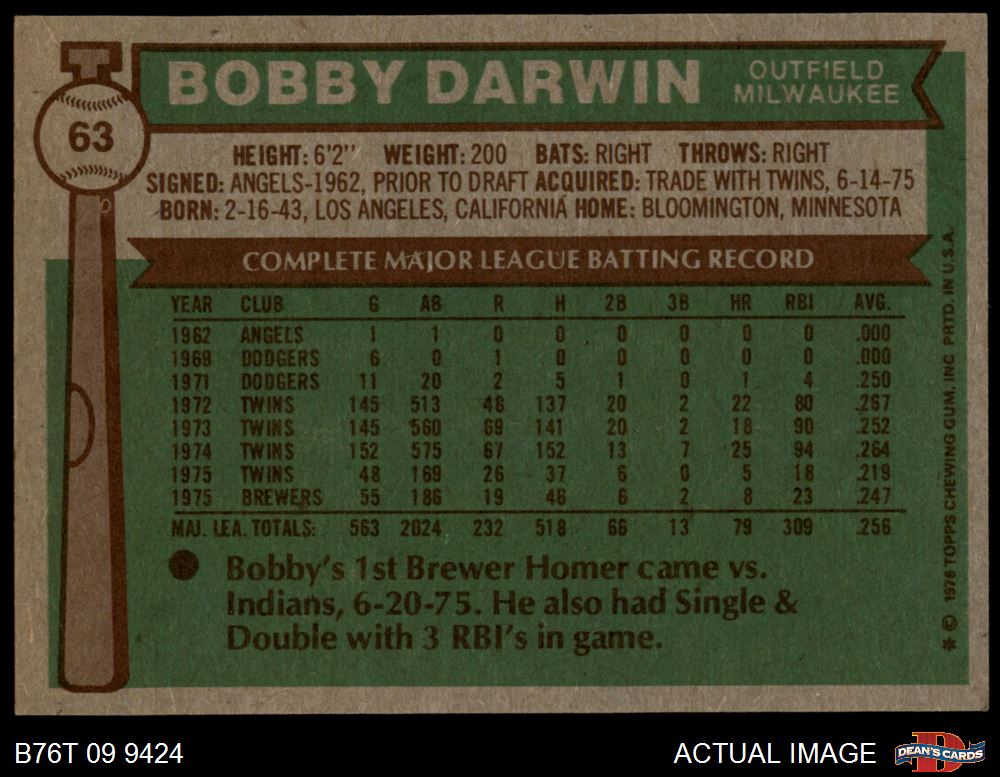 BOBBY DARWIN
OUTFIELD
MILWAUKEE
63
HEIGHT: 6'2'' WEIGHT: 200 BATS: RIGHT THROWS: RIGHT
SIGNED: ANGELS-1962, PRIOR TO DRAFT ACQUIRED: TRADE WITH TWINS, 6-14-75
BORN: 2-16-43, LOS ANGELES, CALIFORNIA HOME: BLOOMINGTON, MINNESOTA
COMPLETE MAJOR LEAGUE BATTING RECORD
YEAR CLUB G AB R H 2B 3B HR RBI AVG.
1962 ANGELS 1 1 0 0 0 0 0 0 .000
1969 DODGERS 6 0 1 0 0 0 0 0 .000
1971 DODGERS 11 20 2 5 1 0 1 4 .250
1972 TWINS 145 513 48 137 20 2 22 80 .267
1973 TWINS 145 560 69 141 20 2 18 90 .252
1974 TWINS 152 575 67 152 13 7 25 94 .264
1975 TWINS 48 169 26 37 6 0 5 18 .219
1975 BREWERS 55 186 19 46 6 2 8 23 .247
MAJ. LEA. TOTALS: 563 2024 232 518 66 13 79 309 .256
Bobby's 1st Brewer Homer came vs.
Indians, 6-20-75. He also had Single &
Double with 3 RBI's in game.
* © 1976 TOPPS CHEWING GUM, INC PRTD. IN U.S.A.
B76T 09 9424
ACTUAL IMAGE
D
DEAN'S CARDS